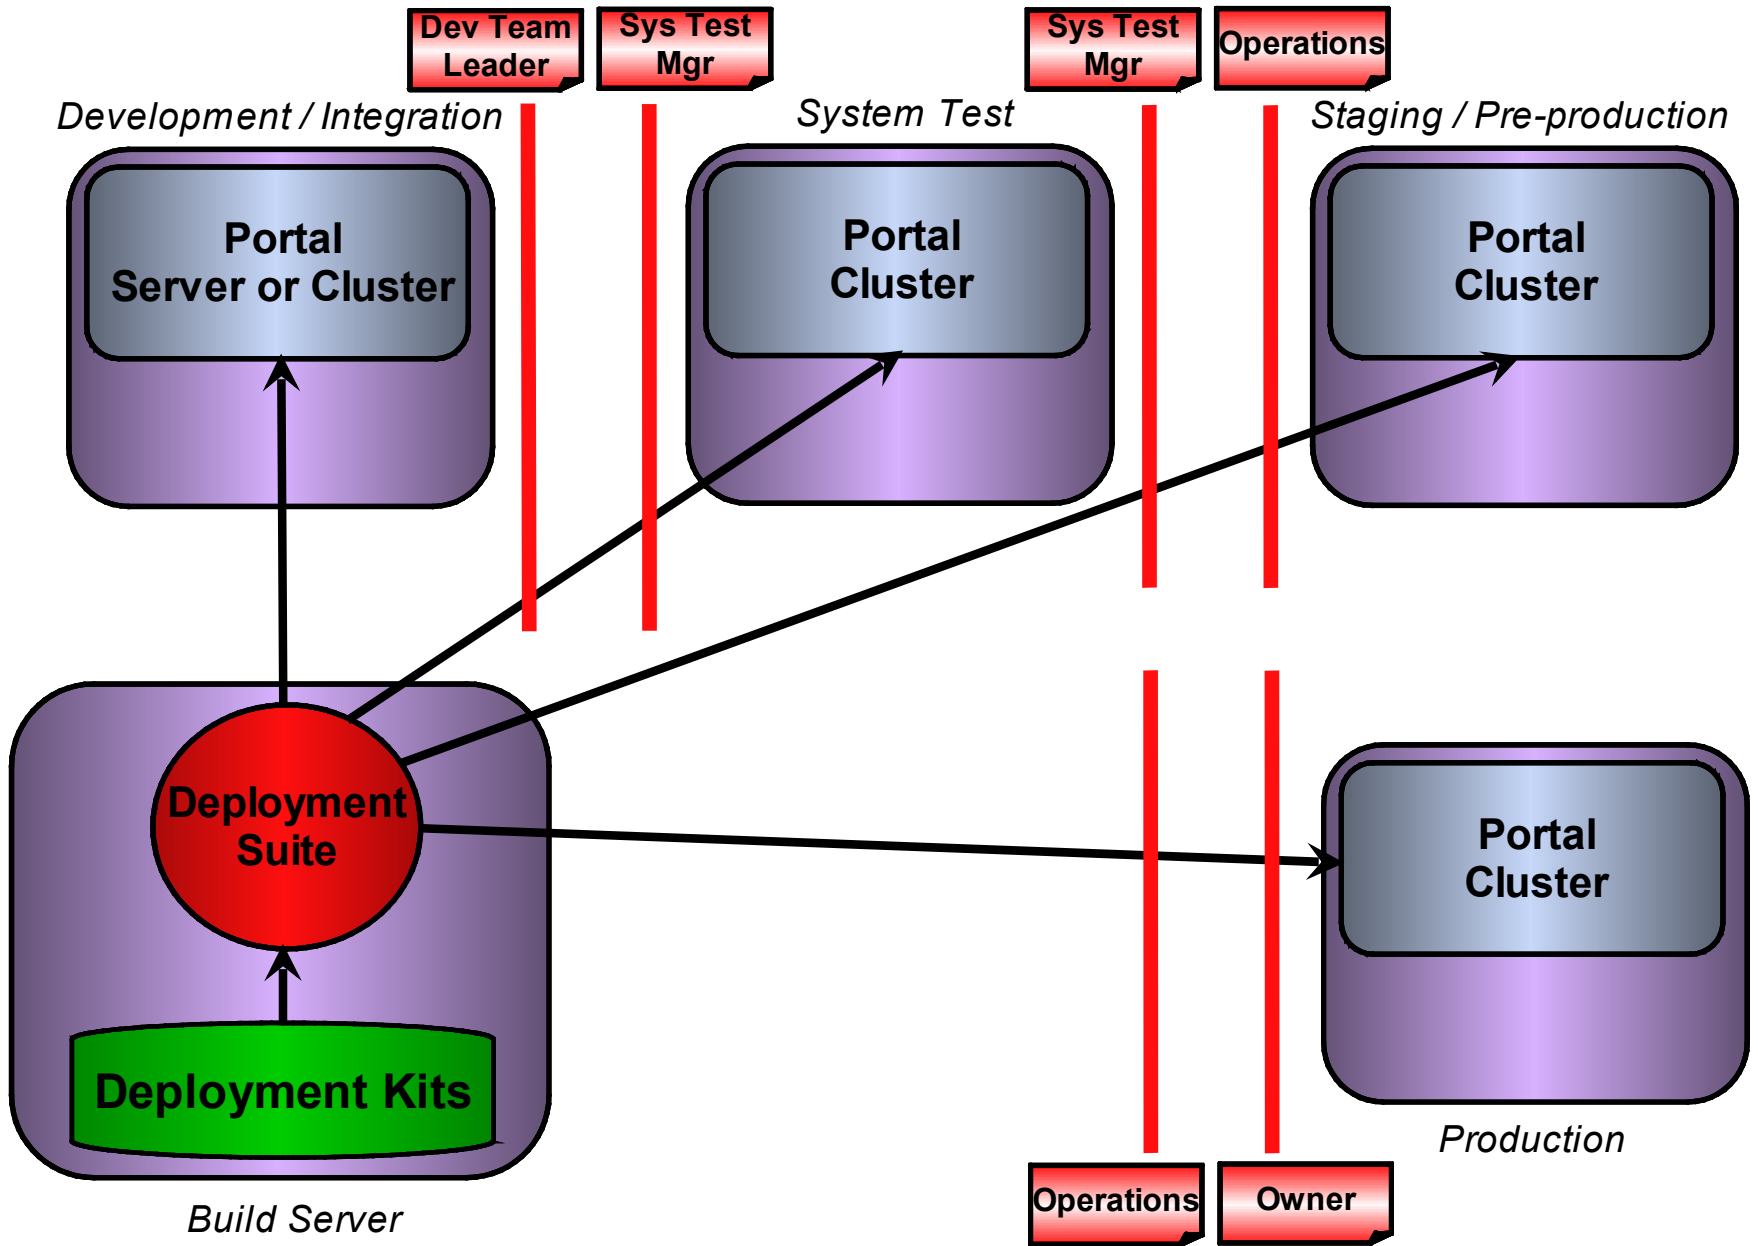 Dev Team
Leader
Sys Test
Mgr
Sys Test
Mgr
Operations
Development / Integration
System Test
Staging / Pre-production
Portal
Server or Cluster
Portal
Cluster
Portal
Cluster
Deployment
Suite
Portal
Cluster
Deployment Kits
Production
Build Server
Operations
Owner